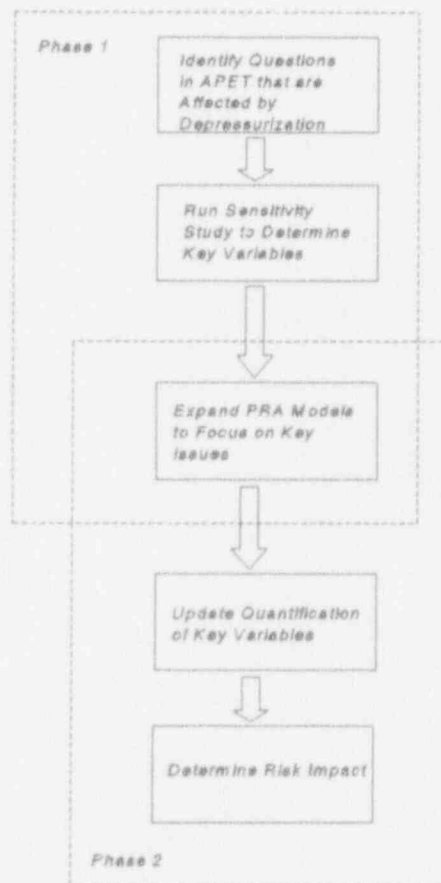 Phase 1
Identify Questions
in APET that are
Affected by
Depressurization
Run Sensitivity
Study to Determine
Key Variables
Expand PRA Models
to Focus on Key
Issues
Update Quantification
of Key Variables
Determine Risk Impact
Phase 2